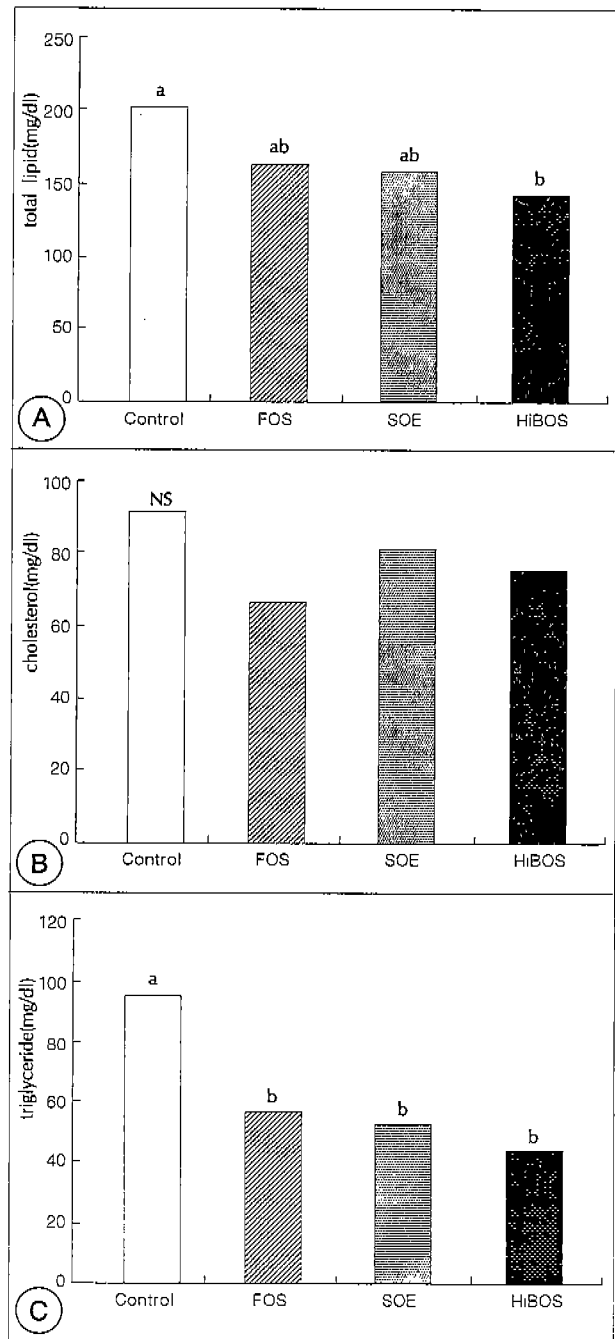 250
200
150
100
50
0
total lipid(mg/dl)
a
ab
ab
b
Control FOS SOE HiBOS
A
100
80
60
40
20
0
cholesterol(mg/dl)
NS
Control FOS SOE HiBOS
B
120
100
80
60
40
20
0
triglyceride(mg/dl)
a
b
b
b
Control FOS SOE HiBOS
C